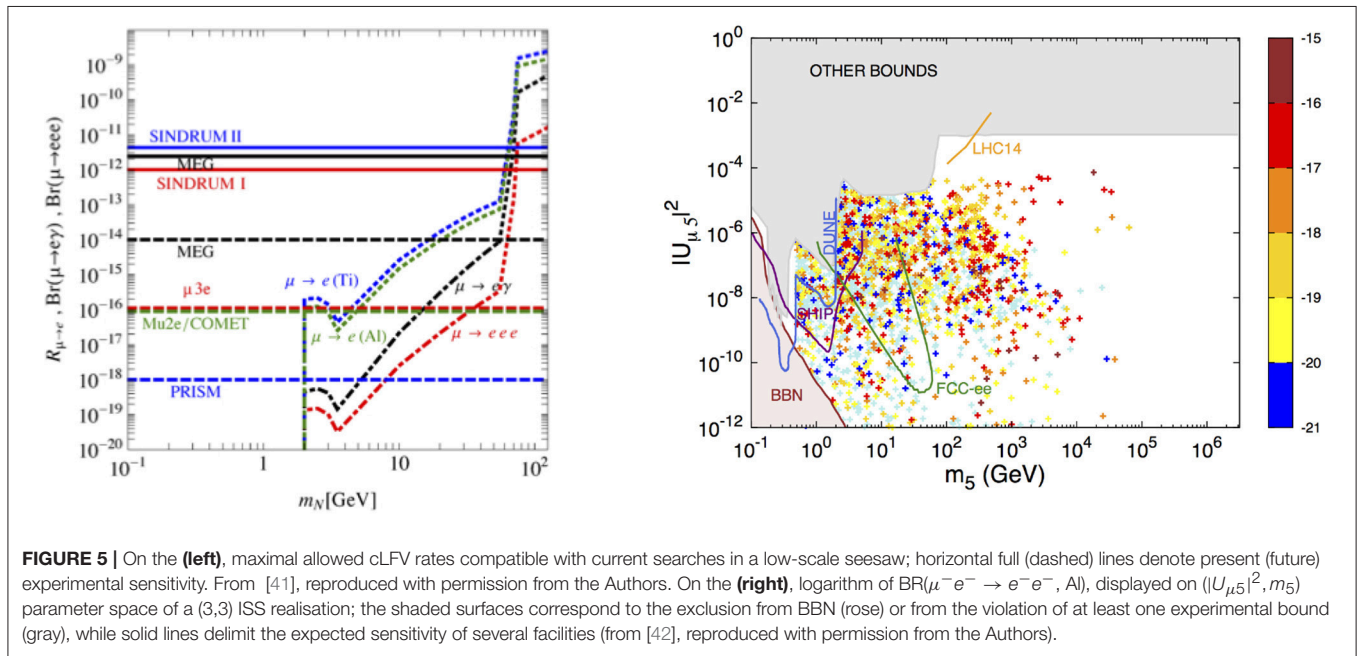 10^{-9}
10^{-10}
10^{-11}
10^{-12}
10^{-13}
10^{-14}
10^{-15}
10^{-16}
10^{-17}
10^{-18}
10^{-19}
10^{-20}
R_{μ→e} , Br(μ→eγ) , Br(μ→eee)
SINDRUM II
MEG
SINDRUM I
MEG
μ3e
μ → e (Ti)
μ → eγ
Mu2e/COMET
μ → e (Al)
μ → e e e
PRISM
10^{-1}
1
10
10^2
m_N[GeV]
10^0
10^{-2}
10^{-4}
10^{-6}
10^{-8}
10^{-10}
10^{-12}
|U_{μ5}|^2
OTHER BOUNDS
LHC14
DUNE
SHIP
FCC-ee
BBN
10^{-1} 10^0 10^1 10^2 10^3 10^4 10^5 10^6
m_5 (GeV)
-15
-16
-17
-18
-19
-20
-21
FIGURE 5 | On the (left), maximal allowed cLFV rates compatible with current searches in a low-scale seesaw; horizontal full (dashed) lines denote present (future)
experimental sensitivity. From [41], reproduced with permission from the Authors. On the (right), logarithm of BR(μ^−e^− → e^−e^−, Al), displayed on (|U_{μ5}|^2, m_5)
parameter space of a (3,3) ISS realisation; the shaded surfaces correspond to the exclusion from BBN (rose) or from the violation of at least one experimental bound
(gray), while solid lines delimit the expected sensitivity of several facilities (from [42], reproduced with permission from the Authors).